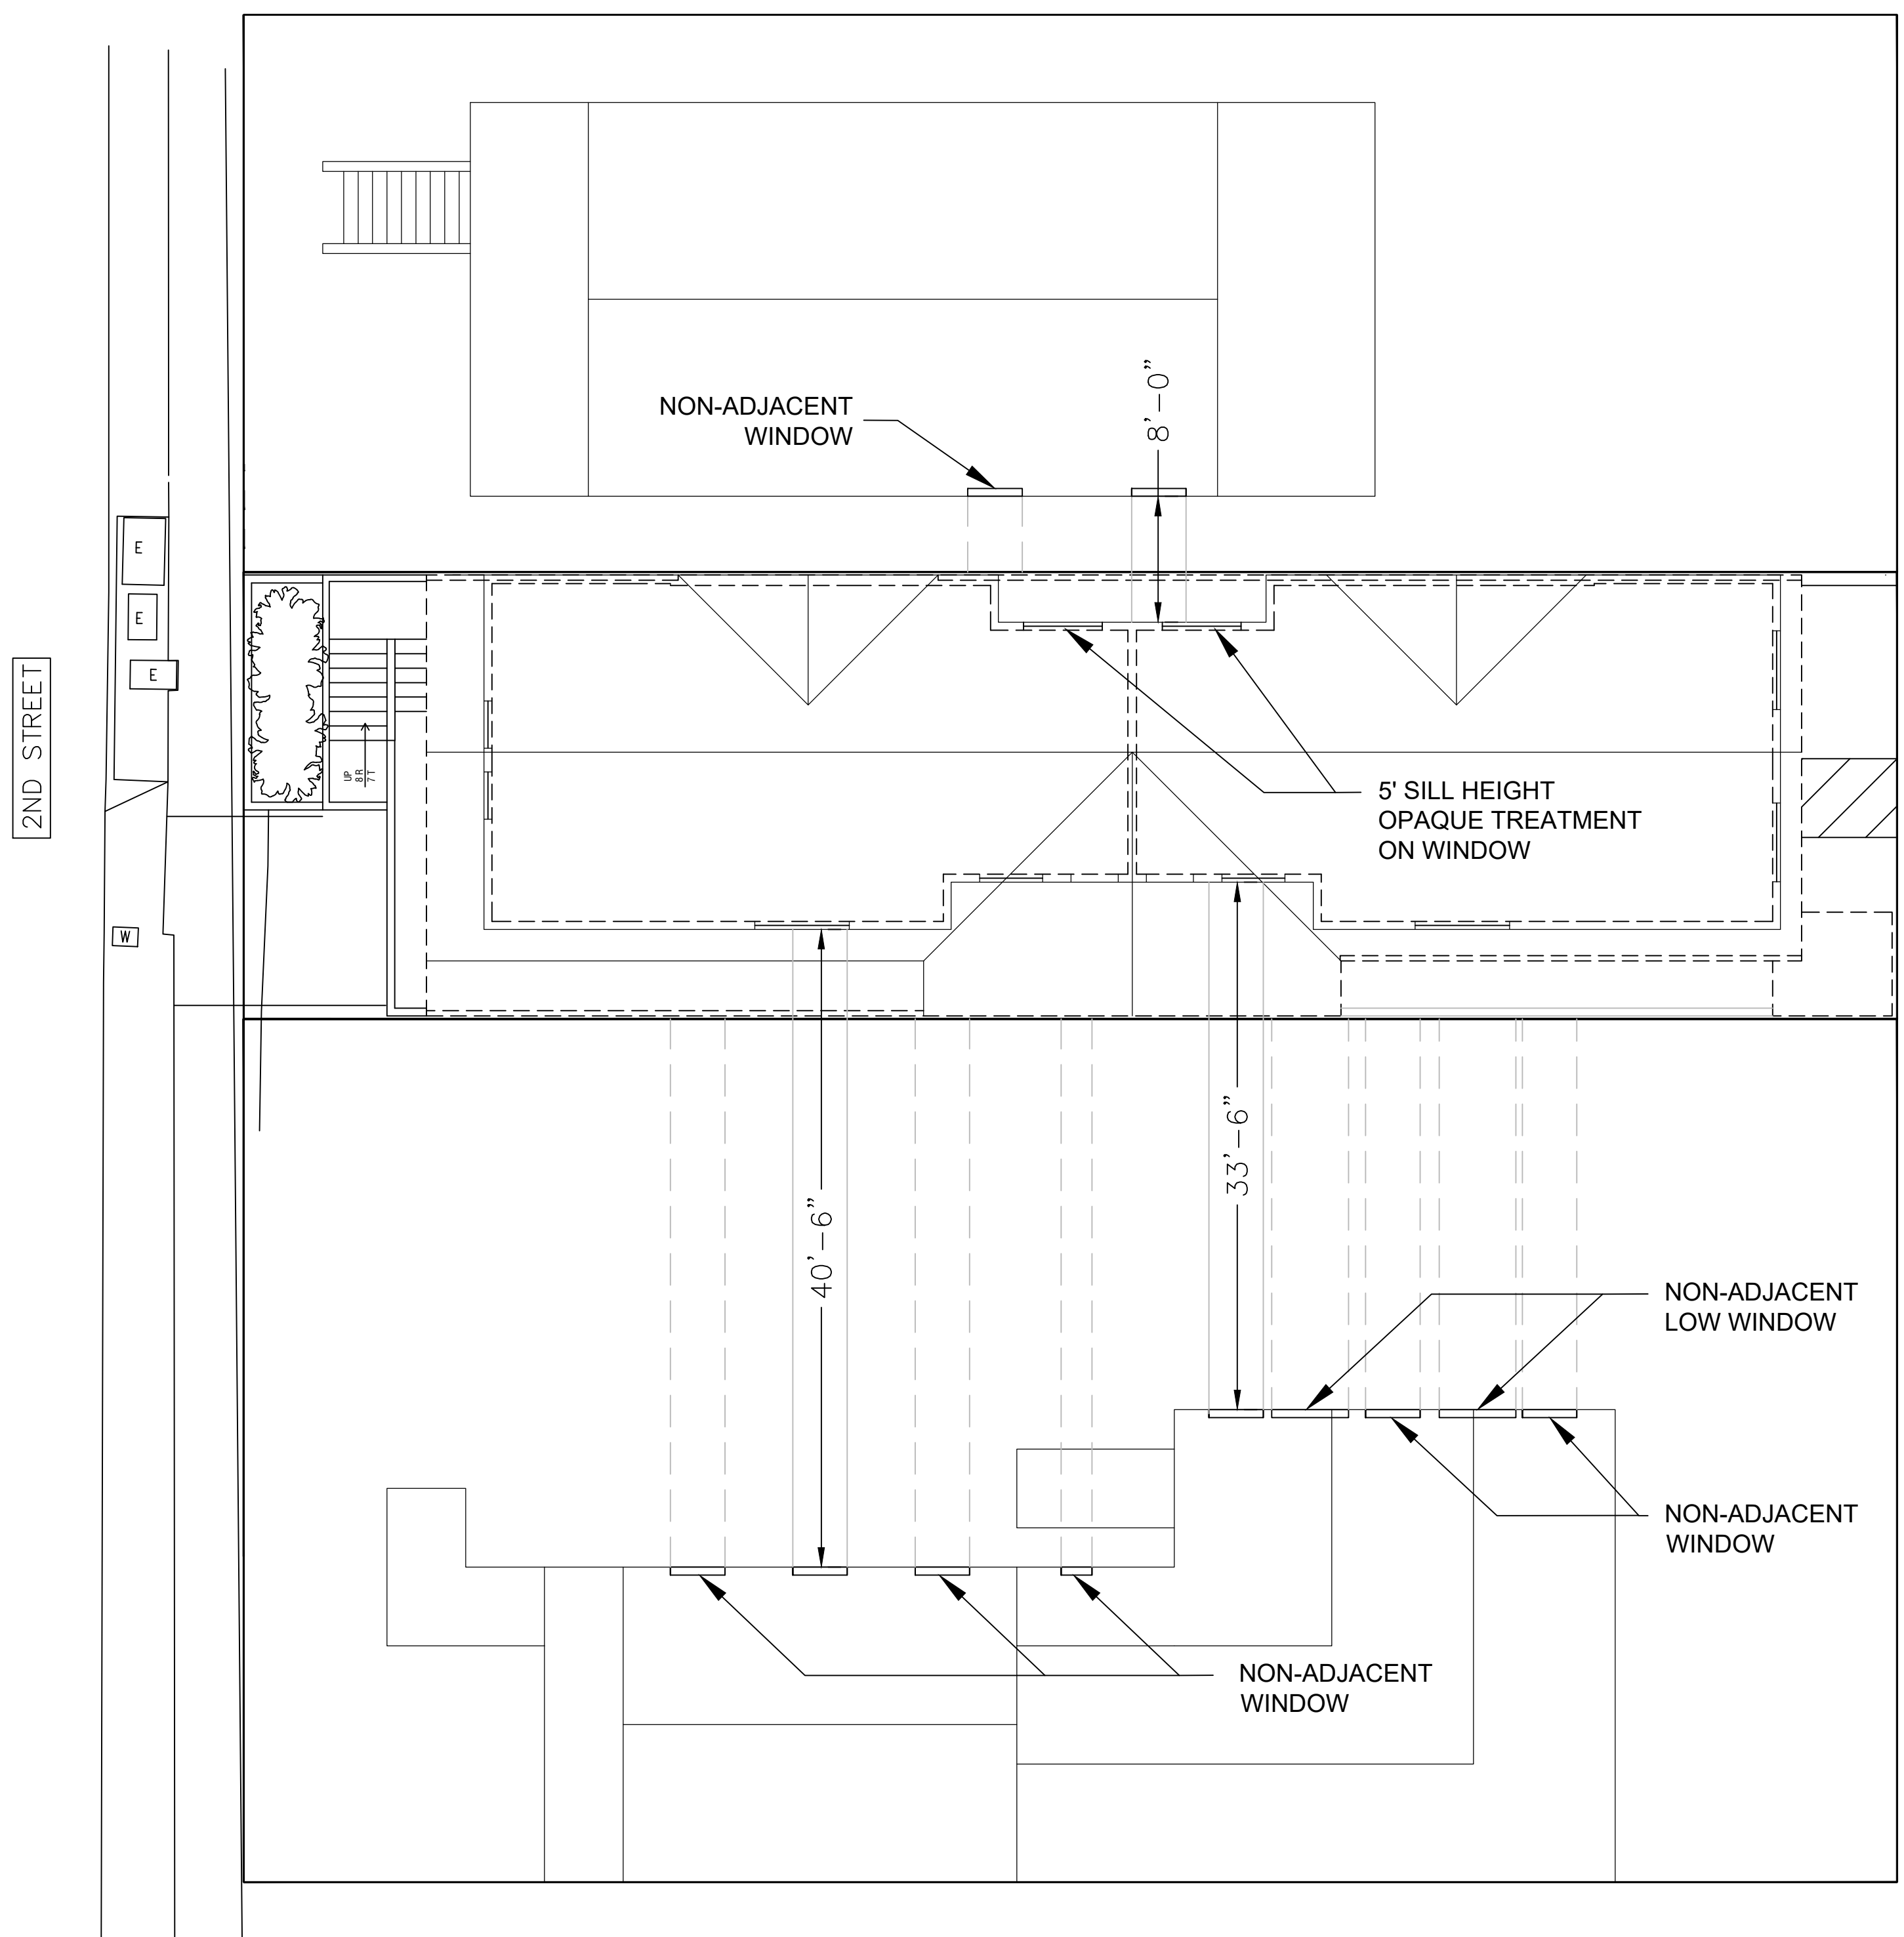 NON-ADJACENT
WINDOW
8'-0"
E
E
E
2ND STREET
UP
8 R
7 T
5' SILL HEIGHT
OPAQUE TREATMENT
ON WINDOW
W
40'-6"
33'-6"
NON-ADJACENT
LOW WINDOW
NON-ADJACENT
WINDOW
NON-ADJACENT
WINDOW